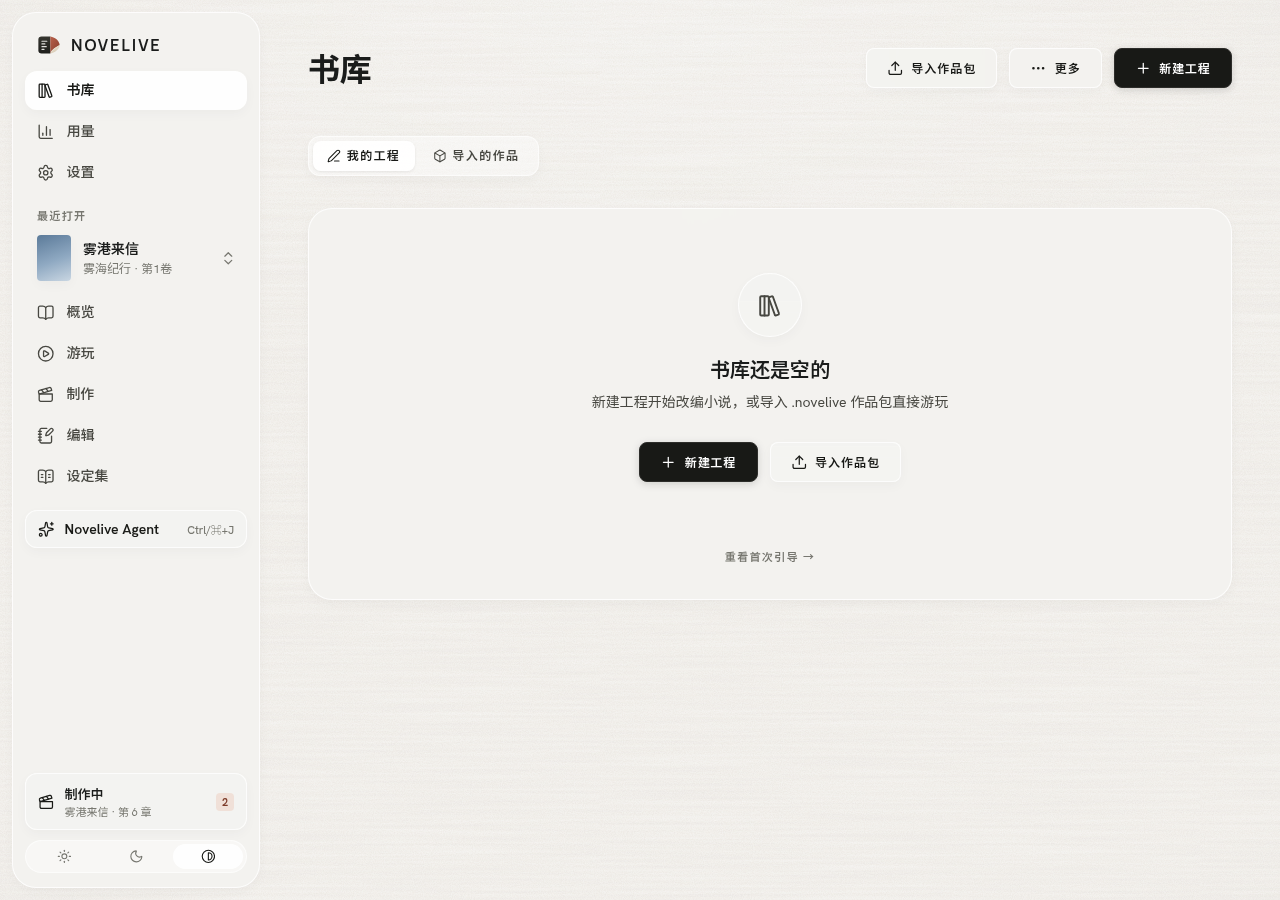 NOVELIVE
书库
用量
设置
最近打开
雾港来信
雾海纪行 · 第1卷
概览
游玩
制作
编辑
设定集
Novelive Agent
Ctrl/⌘+J
制作中
雾港来信 · 第 6 章
2
书库
导入作品包
更多
新建工程
我的工程
导入的作品
书库还是空的
新建工程开始改编小说，或导入 .novelive 作品包直接游玩
新建工程
导入作品包
重看首次引导 →